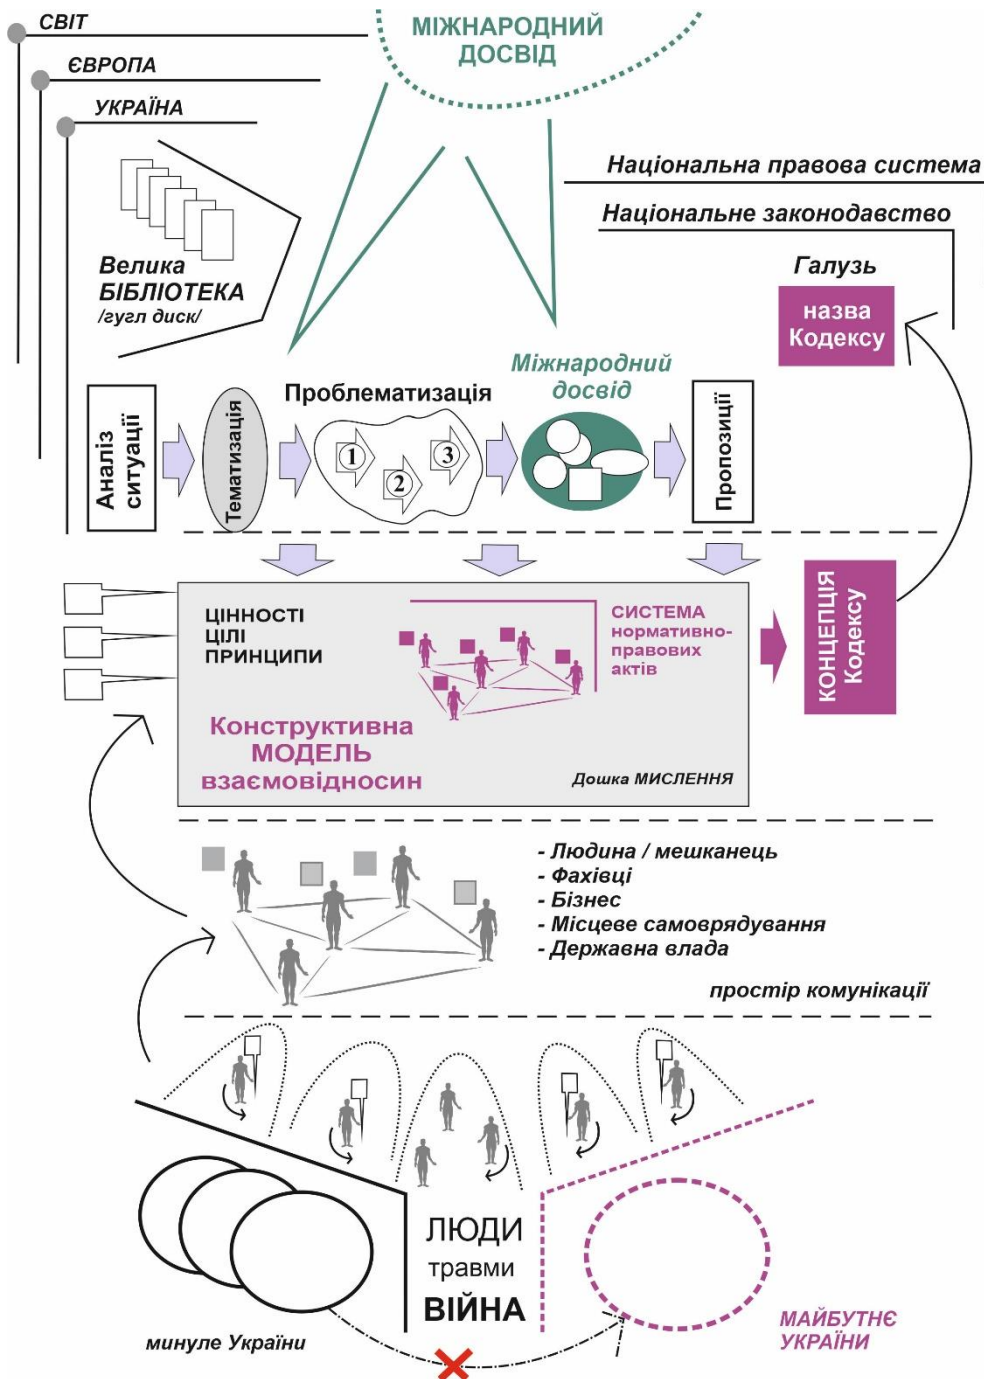 СВІТ
ЄВРОПА
УКРАЇНА
МІЖНАРОДНИЙ
ДОСВІД
Національна правова система
Національне законодавство
Галузь
назва
Кодексу
Велика
БІБЛІОТЕКА
/гугл диск/
Аналіз
ситуації
Тематизація
Проблематизація
1
2
3
Міжнародний
досвід
Пропозиції
ЦІННОСТІ
ЦІЛІ
ПРИНЦИПИ
СИСТЕМА
нормативно-
правових
актів
КОНЦЕПЦІЯ
Кодексу
Конструктивна
МОДЕЛЬ
взаємовідносин
Дошка МИСЛЕННЯ
- Людина / мешканець
- Фахівці
- Бізнес
- Місцеве самоврядування
- Державна влада
простір комунікації
ЛЮДИ
травми
ВІЙНА
минуле України
МАЙБУТНЄ
УКРАЇНИ